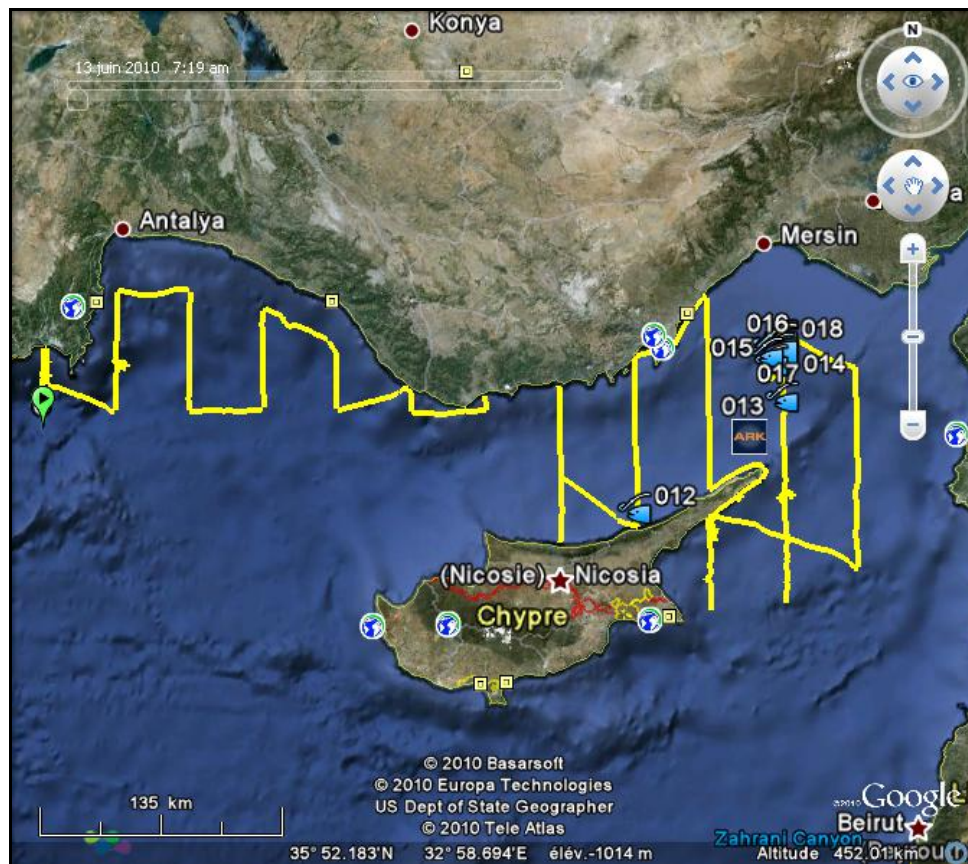 Konya
N
13 juin 2010 7:19 am
Antalya
Mersin
a
016
018
015
014
017
013
ARK
012
(Nicosie) Nicosia
Chypre
© 2010 Basarsoft
© 2010 Europa Technologies
US Dept of State Geographer
© 2010 Tele Atlas
135 km
©2010 Google
Beirut
Zahrani Canyon
35° 52.183'N 32° 58.694'E élév.-1014 m Altitude 452.01 km